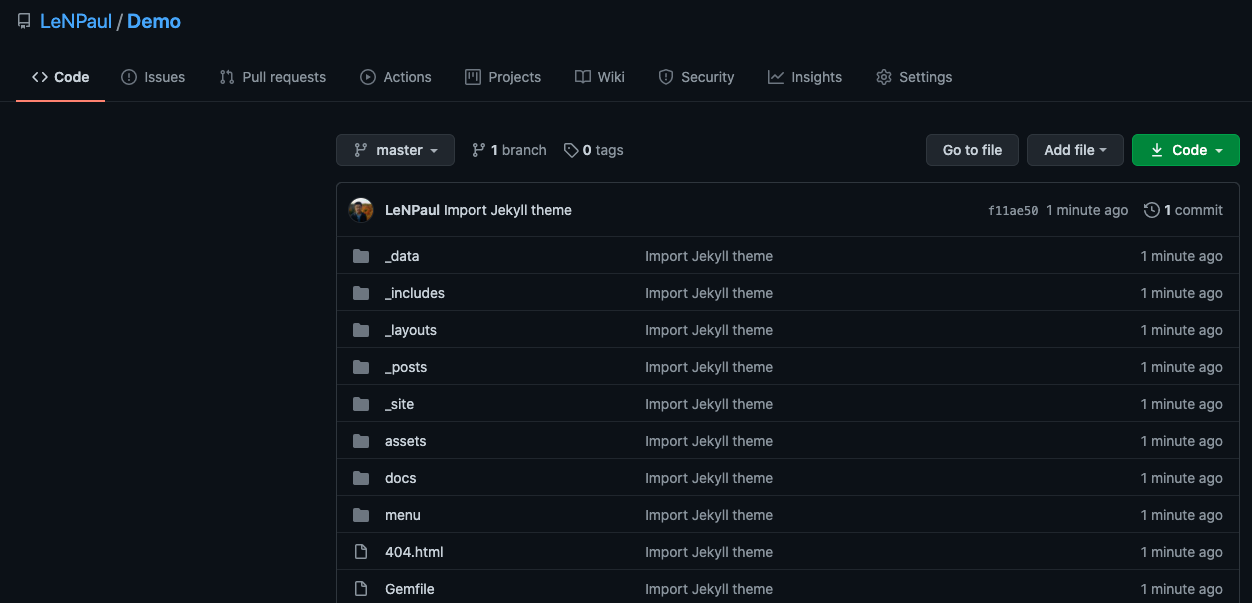 LeNPaul / Demo
Code Issues Pull requests Actions Projects Wiki Security Insights Settings
master 1 branch 0 tags Go to file Add file Code
LeNPaul Import Jekyll theme f11ae50 1 minute ago 1 commit
_data Import Jekyll theme 1 minute ago
_includes Import Jekyll theme 1 minute ago
_layouts Import Jekyll theme 1 minute ago
_posts Import Jekyll theme 1 minute ago
_site Import Jekyll theme 1 minute ago
assets Import Jekyll theme 1 minute ago
docs Import Jekyll theme 1 minute ago
menu Import Jekyll theme 1 minute ago
404.html Import Jekyll theme 1 minute ago
Gemfile Import Jekyll theme 1 minute ago